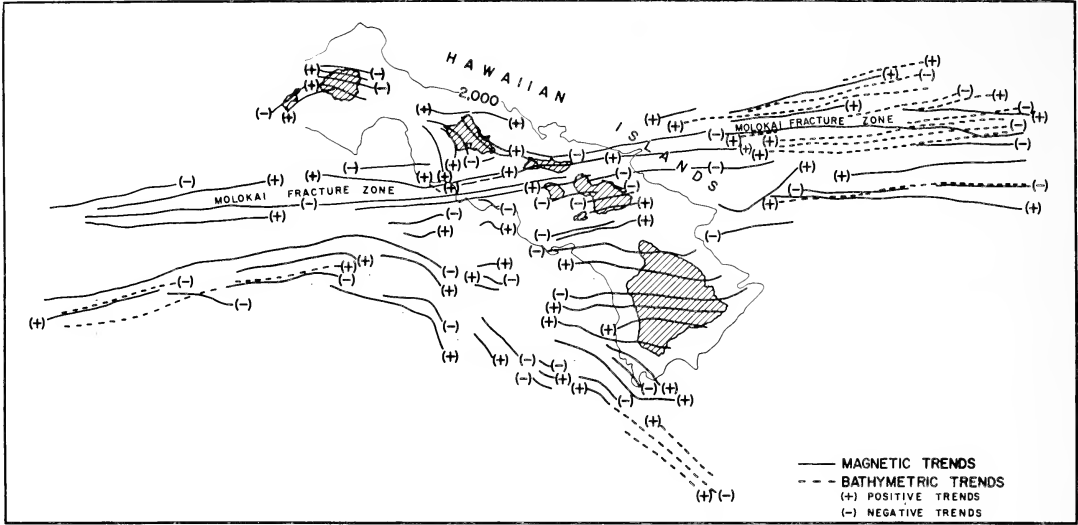 HAWAIIAN
2,000
ISLANDS
MOLOKAI FRACTURE ZONE
MOLOKAI FRACTURE ZONE
MAGNETIC TRENDS
BATHYMETRIC TRENDS
(+) POSITIVE TRENDS
(-) NEGATIVE TRENDS